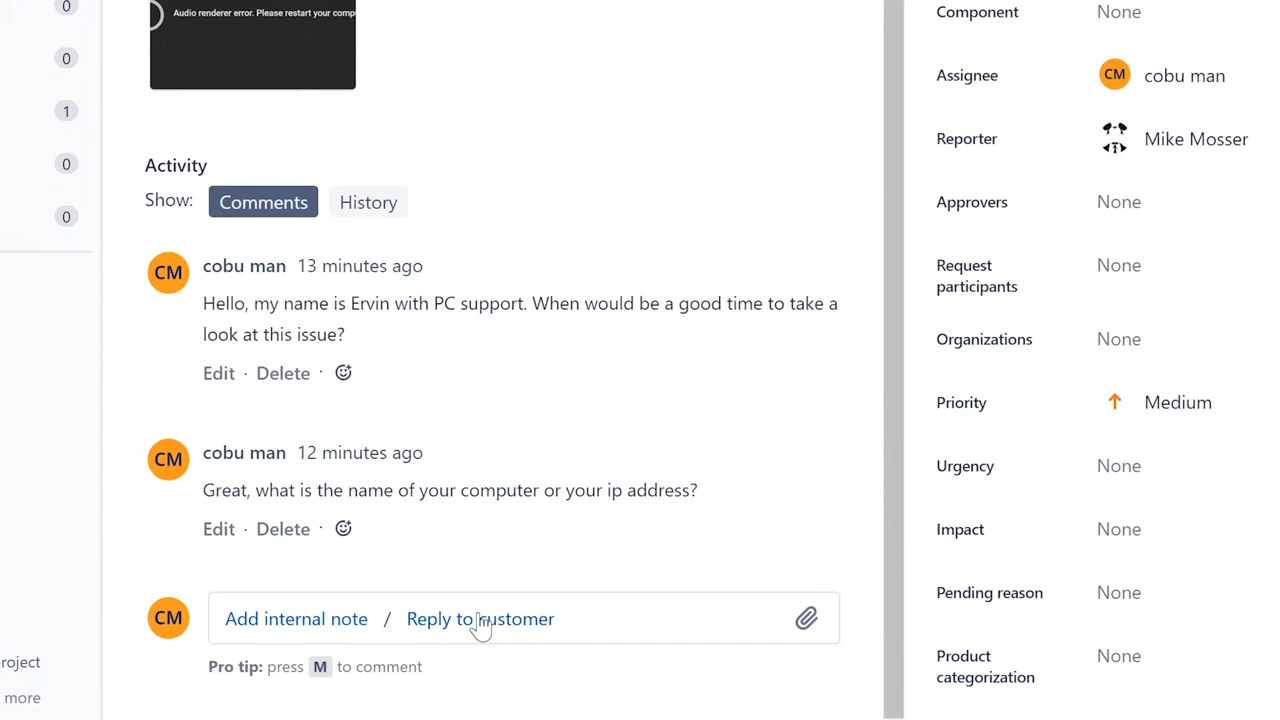 0
Audio renderer error. Please restart your comp
0
1
0
0
Activity
Show: Comments History
CM cobu man 13 minutes ago
Hello, my name is Ervin with PC support. When would be a good time to take a
look at this issue?
Edit · Delete ·
CM cobu man 12 minutes ago
Great, what is the name of your computer or your ip address?
Edit · Delete ·
CM Add internal note / Reply to customer
Pro tip: press M to comment
roject
more
Component None
Assignee CM cobu man
Reporter Mike Mosser
Approvers None
Request
participants None
Organizations None
Priority Medium
Urgency None
Impact None
Pending reason None
Product
categorization None